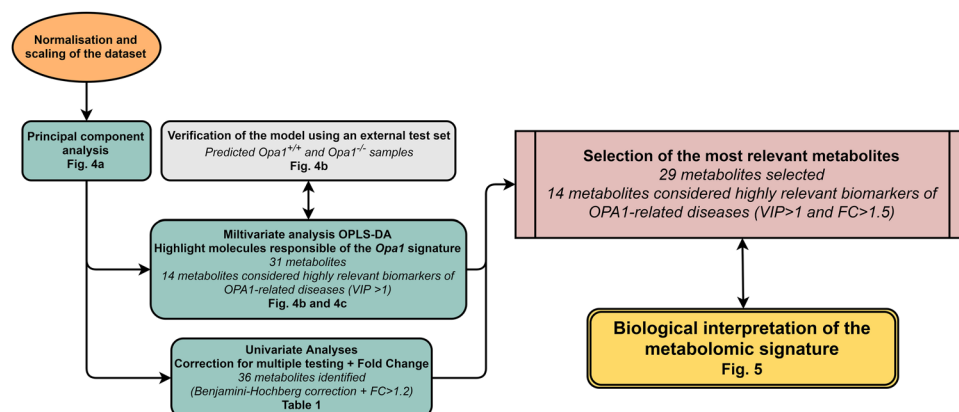 Normalisation and
scaling of the dataset
Principal component
analysis
Fig. 4a
Verification of the model using an external test set
Predicted Opa1+/+ and Opa1-/- samples
Fig. 4b
Miltivariate analysis OPLS-DA
Highlight molecules responsible of the Opa1 signature
31 metabolites
14 metabolites considered highly relevant biomarkers of
OPA1-related diseases (VIP >1)
Fig. 4b and 4c
Univariate Analyses
Correction for multiple testing + Fold Change
36 metabolites identified
(Benjamini-Hochberg correction + FC>1.2)
Table 1
Selection of the most relevant metabolites
29 metabolites selected
14 metabolites considered highly relevant biomarkers of
OPA1-related diseases (VIP>1 and FC>1.5)
Biological interpretation of the
metabolomic signature
Fig. 5